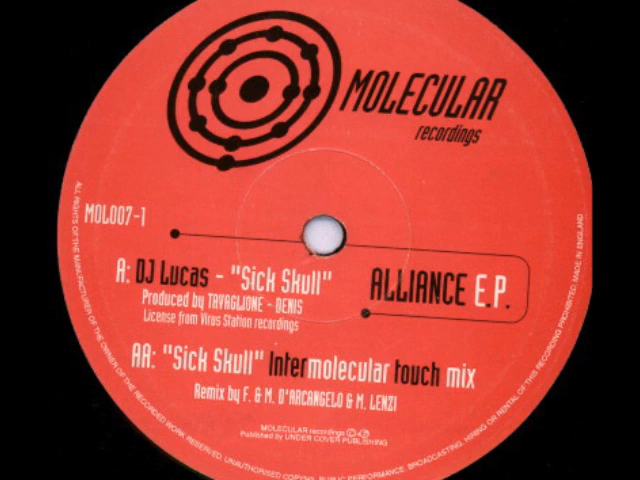 MOLECULAR
recordings
MOL007-1
A: DJ Lucas - "Sick Skull"
Produced by TAVAGLIONE - DENIS
License from Virus Station recordings
ALLIANCE E.P.
AA: "Sick Skull" Intermolecular touch mix
Remix by F. & M. D'ARCANGELO & M. LENZI
MOLECULAR recordings ©℗
Published by UNDER COVER PUBLISHING
ALL RIGHTS OF THE MANUFACTURER OF THE OWNER OF THE RECORDED WORK RESERVED. UNAUTHORISED COPYING, PUBLIC PERFORMANCE, BROADCASTING, HIRING OR RENTAL OF THIS RECORDING PROHIBITED. MADE IN ENGLAND